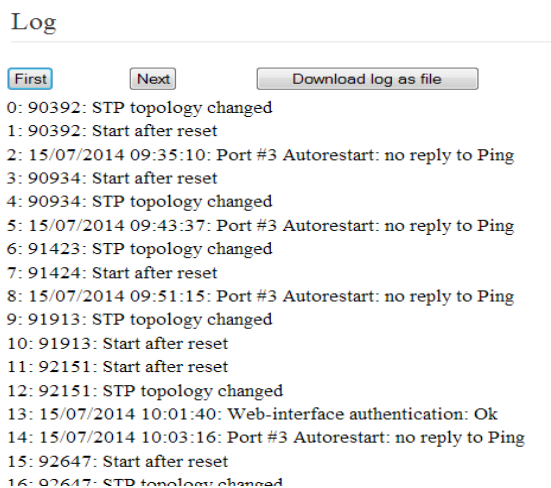 Log
First Next Download log as file
0: 90392: STP topology changed
1: 90392: Start after reset
2: 15/07/2014 09:35:10: Port #3 Autorestart: no reply to Ping
3: 90934: Start after reset
4: 90934: STP topology changed
5: 15/07/2014 09:43:37: Port #3 Autorestart: no reply to Ping
6: 91423: STP topology changed
7: 91424: Start after reset
8: 15/07/2014 09:51:15: Port #3 Autorestart: no reply to Ping
9: 91913: STP topology changed
10: 91913: Start after reset
11: 92151: Start after reset
12: 92151: STP topology changed
13: 15/07/2014 10:01:40: Web-interface authentication: Ok
14: 15/07/2014 10:03:16: Port #3 Autorestart: no reply to Ping
15: 92647: Start after reset
16: 92647: STP topology changed